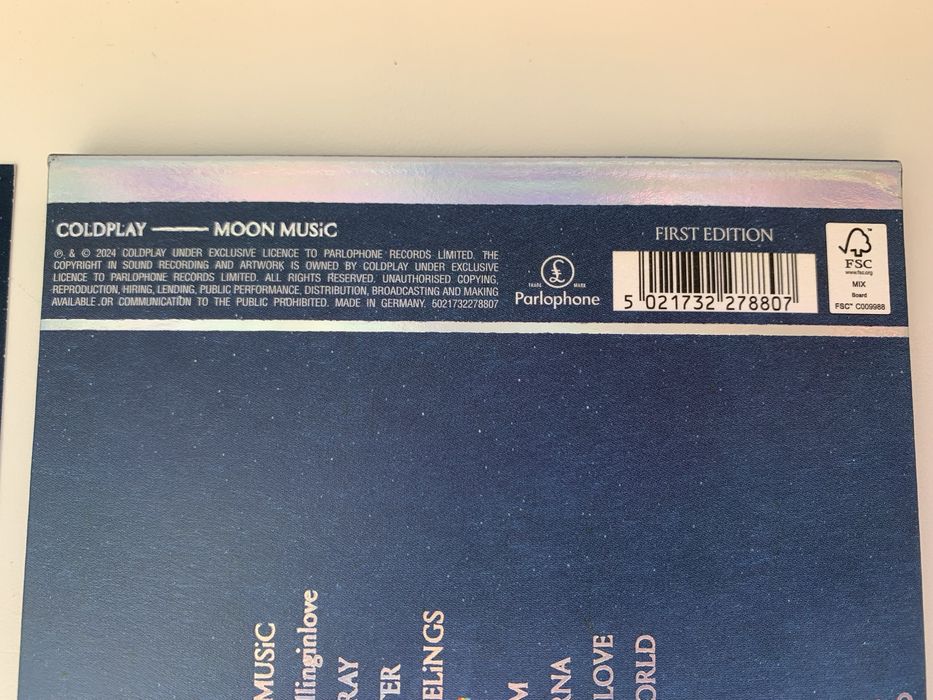 COLDPLAY —— MOON MUSiC
℗, & © 2024 COLDPLAY UNDER EXCLUSIVE LICENCE TO PARLOPHONE RECORDS LIMITED. THE
COPYRIGHT IN SOUND RECORDING AND ARTWORK IS OWNED BY COLDPLAY UNDER EXCLUSIVE
LICENCE TO PARLOPHONE RECORDS LIMITED. ALL RIGHTS RESERVED. UNAUTHORISED COPYING,
REPRODUCTION, HIRING, LENDING, PUBLIC PERFORMANCE, DISTRIBUTION, BROADCASTING AND MAKING
AVAILABLE OR COMMUNICATION TO THE PUBLIC PROHIBITED. MADE IN GERMANY. 5021732278807
£
TRADE MARK
Parlophone
FIRST EDITION
5 021732 278807
FSC™
www.fsc.org
MIX
Board
FSC™ C009988
MUSiC
llinginlove
RAY
ER
ELiNGS
M
ANA
LOVE
ORLD